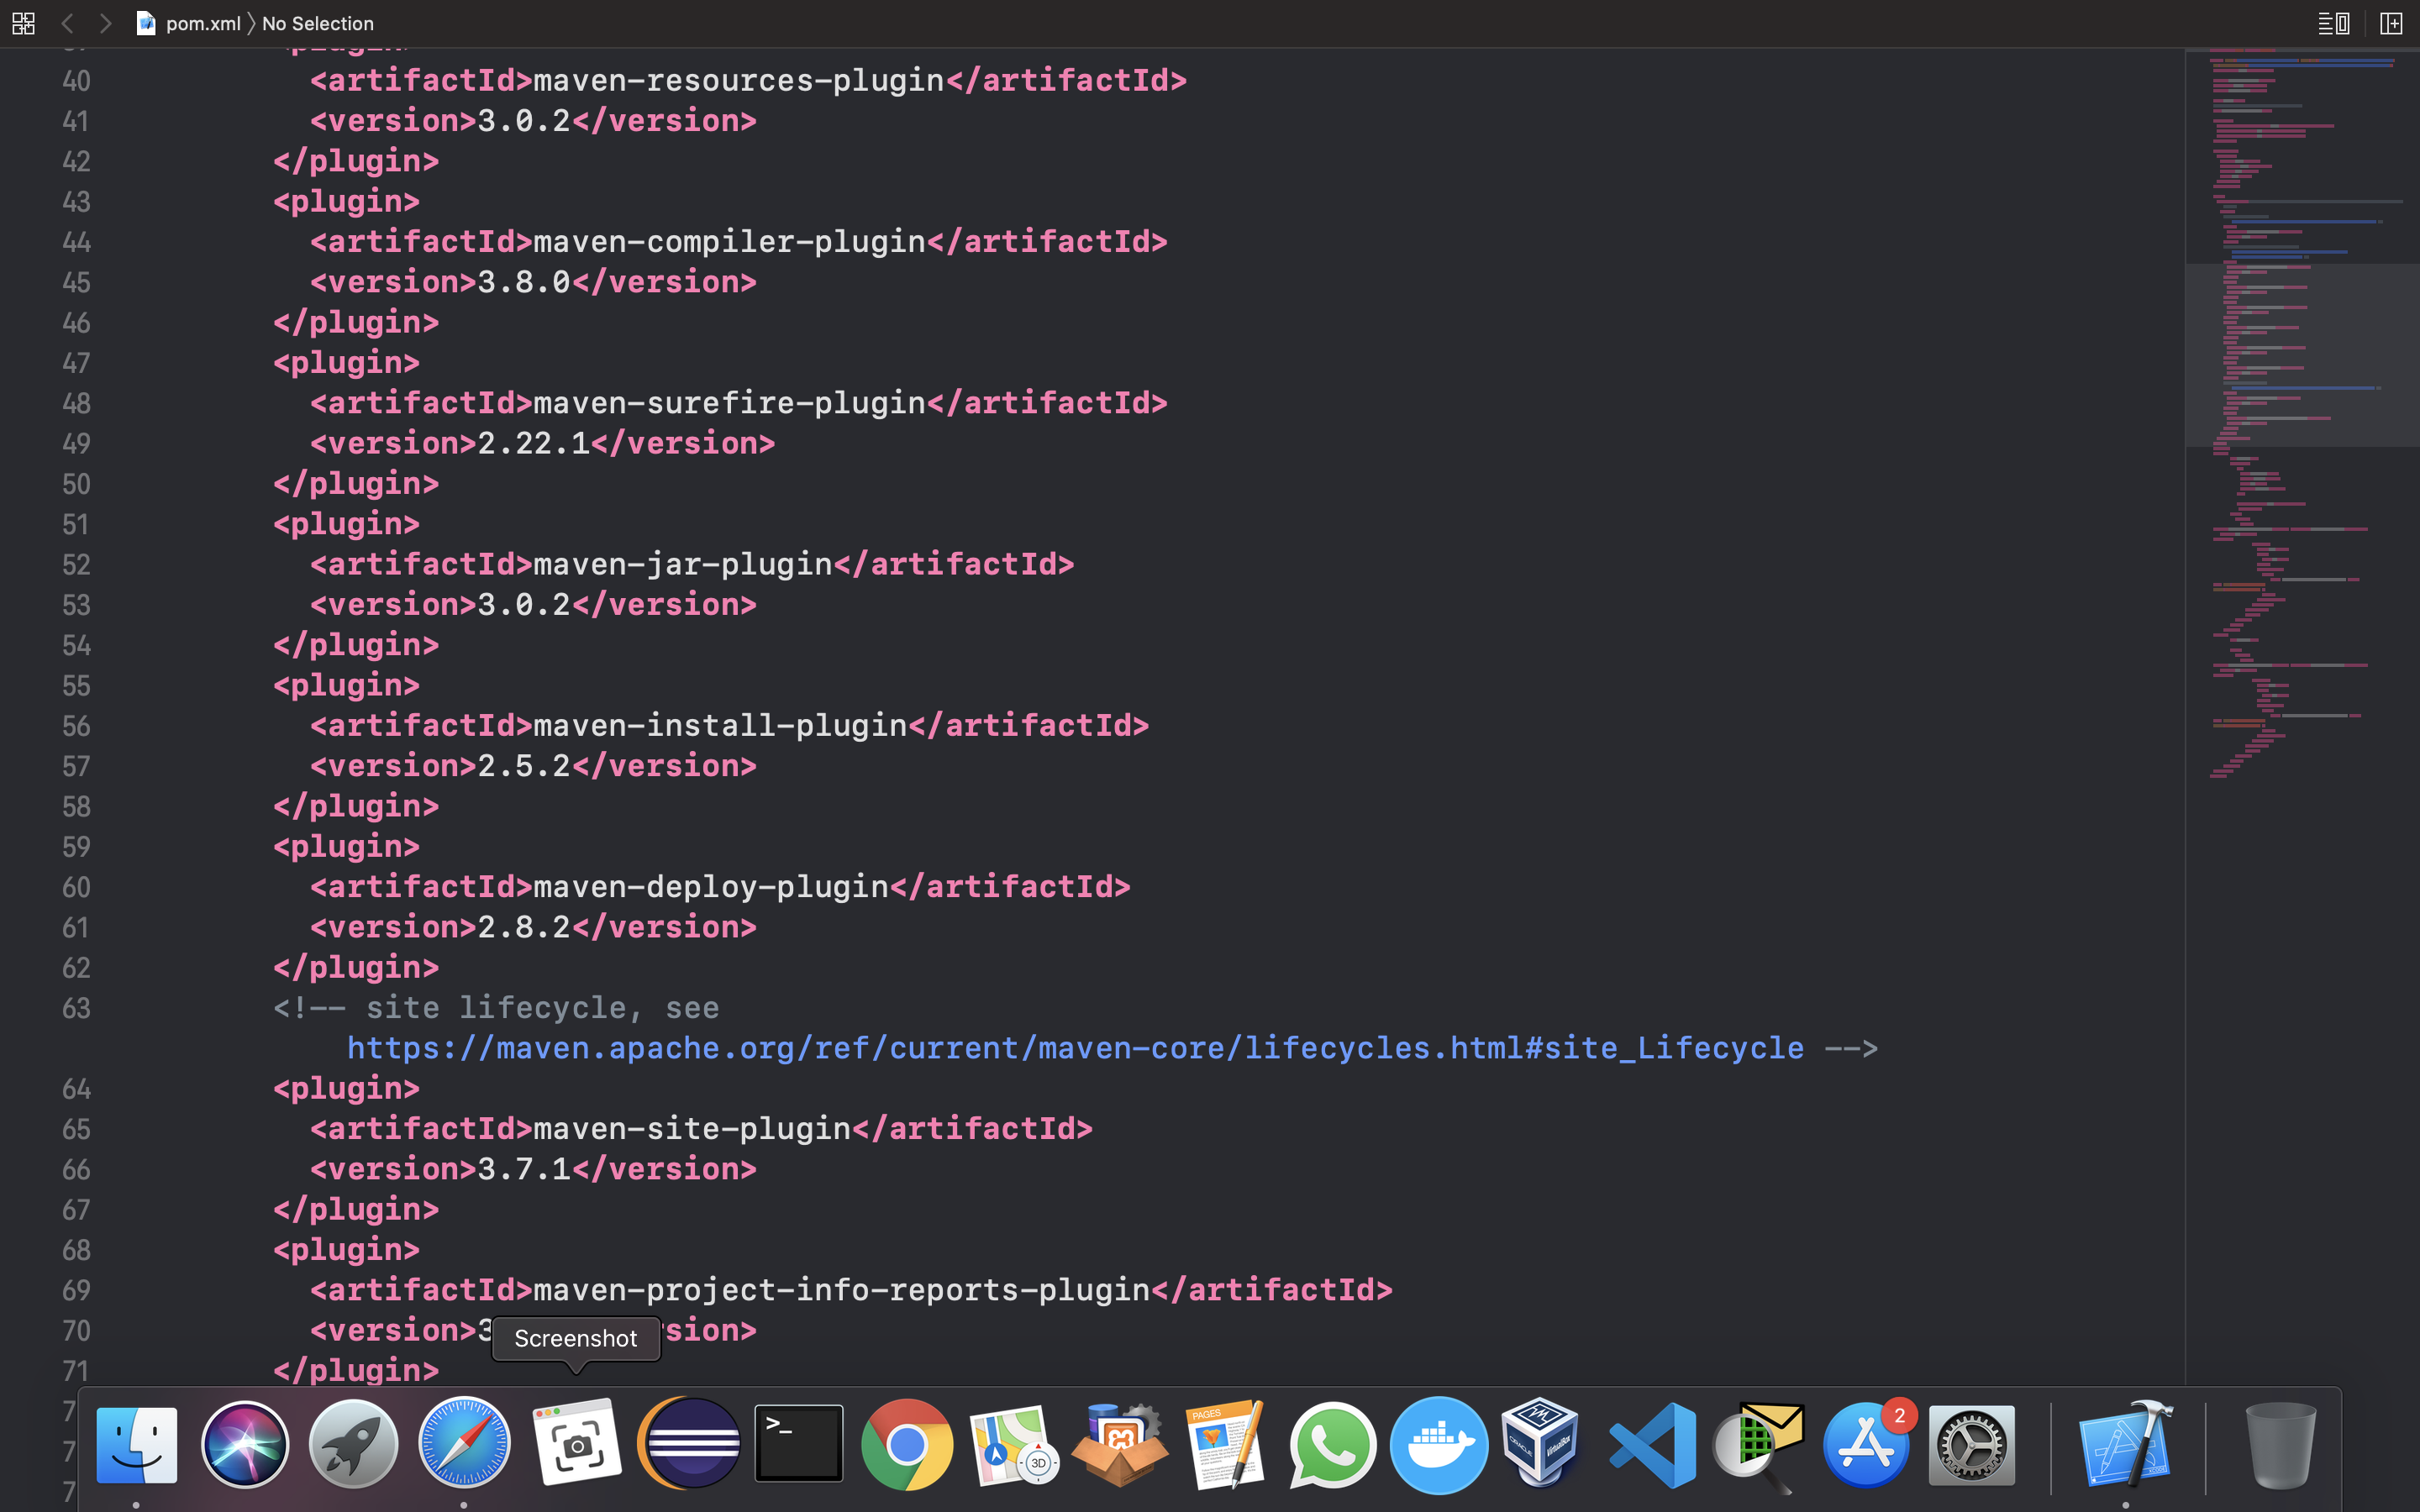 pom.xml 〉 No Selection
40 <artifactId>maven-resources-plugin</artifactId>
41 <version>3.0.2</version>
42 </plugin>
43 <plugin>
44 <artifactId>maven-compiler-plugin</artifactId>
45 <version>3.8.0</version>
46 </plugin>
47 <plugin>
48 <artifactId>maven-surefire-plugin</artifactId>
49 <version>2.22.1</version>
50 </plugin>
51 <plugin>
52 <artifactId>maven-jar-plugin</artifactId>
53 <version>3.0.2</version>
54 </plugin>
55 <plugin>
56 <artifactId>maven-install-plugin</artifactId>
57 <version>2.5.2</version>
58 </plugin>
59 <plugin>
60 <artifactId>maven-deploy-plugin</artifactId>
61 <version>2.8.2</version>
62 </plugin>
63 <!-- site lifecycle, see
https://maven.apache.org/ref/current/maven-core/lifecycles.html#site_Lifecycle -->
64 <plugin>
65 <artifactId>maven-site-plugin</artifactId>
66 <version>3.7.1</version>
67 </plugin>
68 <plugin>
69 <artifactId>maven-project-info-reports-plugin</artifactId>
70 <version>3 sion>
Screenshot
71 </plugin>
>_
PAGES
3D
ORACLE
VirtualBox
2